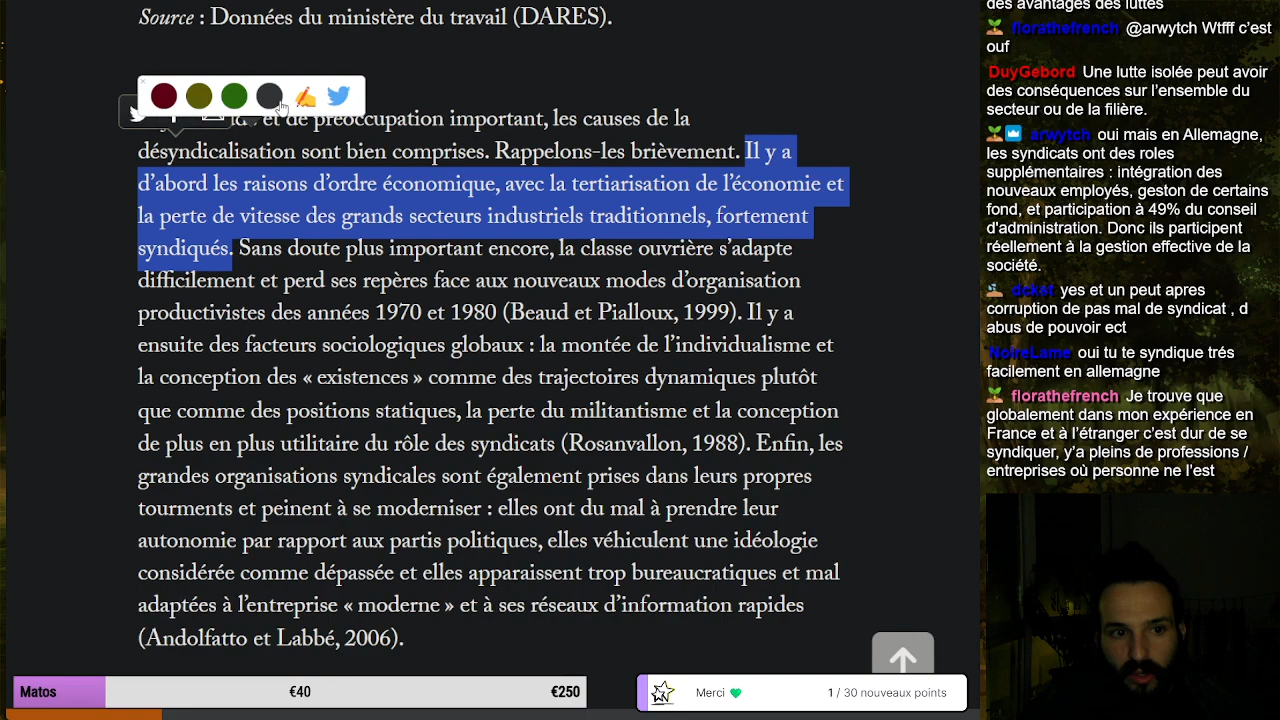 Source : Données du ministère du travail (DARES).
et de préoccupation important, les causes de la
désyndicalisation sont bien comprises. Rappelons-les brièvement. Il y a
d’abord les raisons d’ordre économique, avec la tertiarisation de l’économie et
la perte de vitesse des grands secteurs industriels traditionnels, fortement
syndiqués. Sans doute plus important encore, la classe ouvrière s’adapte
difficilement et perd ses repères face aux nouveaux modes d’organisation
productivistes des années 1970 et 1980 (Beaud et Pialloux, 1999). Il y a
ensuite des facteurs sociologiques globaux : la montée de l’individualisme et
la conception des « existences » comme des trajectoires dynamiques plutôt
que comme des positions statiques, la perte du militantisme et la conception
de plus en plus utilitaire du rôle des syndicats (Rosanvallon, 1988). Enfin, les
grandes organisations syndicales sont également prises dans leurs propres
tourments et peinent à se moderniser : elles ont du mal à prendre leur
autonomie par rapport aux partis politiques, elles véhiculent une idéologie
considérée comme dépassée et elles apparaissent trop bureaucratiques et mal
adaptées à l’entreprise « moderne » et à ses réseaux d’information rapides
(Andolfatto et Labbé, 2006).
Matos €40 €250
Merci 1 / 30 nouveaux points
des avantages des luttes
florathefrench @arwytch Wtfff c’est
ouf
DuyGebord Une lutte isolée peut avoir
des conséquences sur l'ensemble du
secteur ou de la filière.
arwytch oui mais en Allemagne,
les syndicats ont des roles
supplémentaires : intégration des
nouveaux employés, geston de certains
fond, et participation à 49% du conseil
d'administration. Donc ils participent
réellement à la gestion effective de la
société.
yes et un peut apres
corruption de pas mal de syndicat , d
abus de pouvoir ect
NoireLame oui tu te syndique trés
facilement en allemagne
florathefrench Je trouve que
globalement dans mon expérience en
France et à l’étranger c’est dur de se
syndiquer, y’a pleins de professions /
entreprises où personne ne l’est